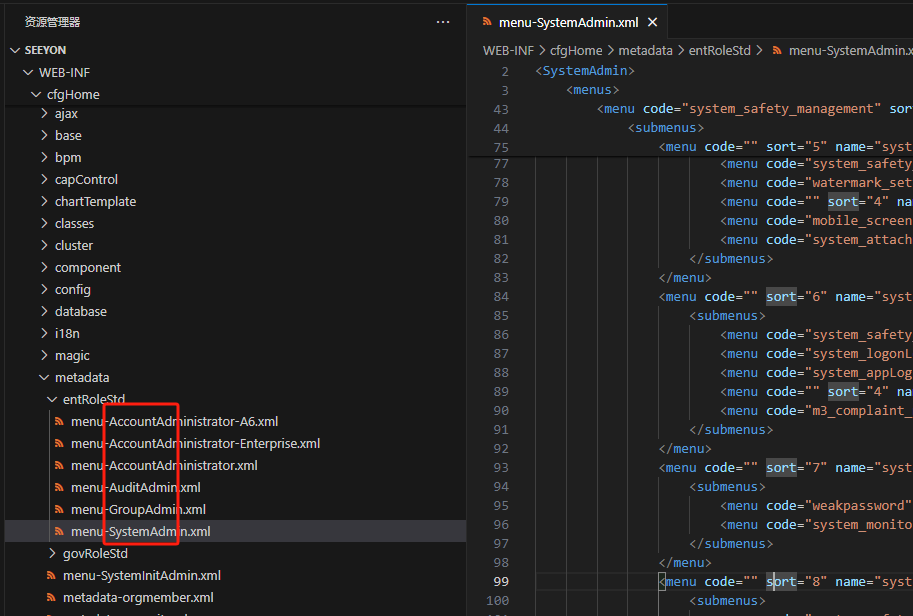 资源管理器
SEEYON
WEB-INF
cfgHome
ajax
base
bpm
capControl
chartTemplate
classes
cluster
component
config
database
i18n
magic
metadata
entRoleStd
menu-AccountAdministrator-A6.xml
menu-AccountAdministrator-Enterprise.xml
menu-AccountAdministrator.xml
menu-AuditAdmin.xml
menu-GroupAdmin.xml
menu-SystemAdmin.xml
govRoleStd
menu-SystemInitAdmin.xml
metadata-orgmember.xml
menu-SystemAdmin.xml
WEB-INF > cfgHome > metadata > entRoleStd > menu-SystemAdmin.x
2 <SystemAdmin>
3 <menus>
43 <menu code="system_safety_management" sor
44 <submenus>
75 <menu code="" sort="5" name="syst
77 <menu code="system_safety
78 <menu code="watermark_set
79 <menu code="" sort="4" na
80 <menu code="mobile_screen
81 <menu code="system_attach
82 </submenus>
83 </menu>
84 <menu code="" sort="6" name="syst
85 <submenus>
86 <menu code="system_safety
87 <menu code="system_logonL
88 <menu code="system_appLog
89 <menu code="" sort="4" na
90 <menu code="m3_complaint_
91 </submenus>
92 </menu>
93 <menu code="" sort="7" name="syst
94 <submenus>
95 <menu code="weakpassword"
96 <menu code="system_monito
97 </submenus>
98 </menu>
99 <menu code="" sort="8" name="syst
100 <submenus>